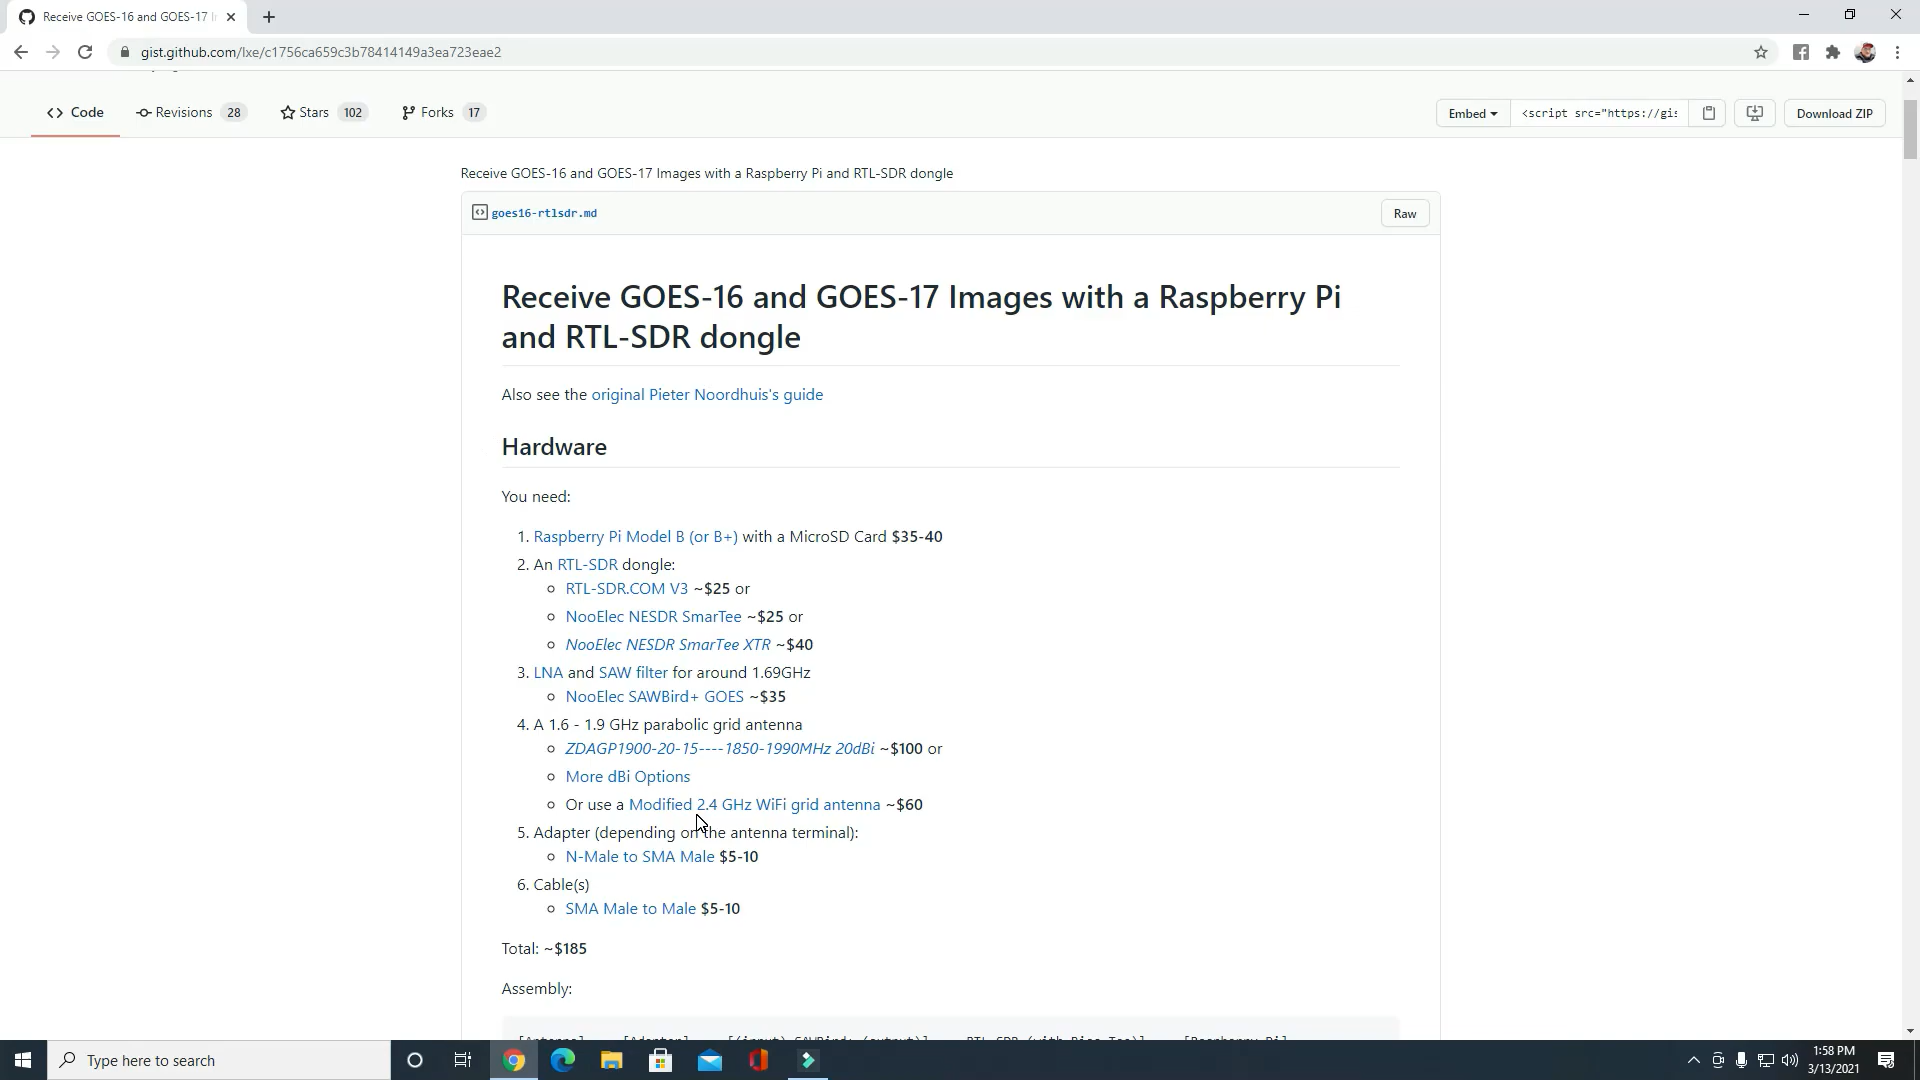 Receive GOES-16 and GOES-17 I
gist.github.com/lxe/c1756ca659c3b78414149a3ea723eae2
Code
Revisions 28
Stars 102
Forks 17
Embed
<script src="https://gis
Download ZIP
Receive GOES-16 and GOES-17 Images with a Raspberry Pi and RTL-SDR dongle
goes16-rtlsdr.md
Raw
Receive GOES-16 and GOES-17 Images with a Raspberry Pi
and RTL-SDR dongle
Also see the original Pieter Noordhuis's guide
Hardware
You need:
1. Raspberry Pi Model B (or B+) with a MicroSD Card $35-40
2. An RTL-SDR dongle:
RTL-SDR.COM V3 ~$25 or
NooElec NESDR SmarTee ~$25 or
NooElec NESDR SmarTee XTR ~$40
3. LNA and SAW filter for around 1.69GHz
NooElec SAWBird+ GOES ~$35
4. A 1.6 - 1.9 GHz parabolic grid antenna
ZDAGP1900-20-15----1850-1990MHz 20dBi ~$100 or
More dBi Options
Or use a Modified 2.4 GHz WiFi grid antenna ~$60
5. Adapter (depending on the antenna terminal):
N-Male to SMA Male $5-10
6. Cable(s)
SMA Male to Male $5-10
Total: ~$185
Assembly:
Type here to search
1:58 PM
3/13/2021